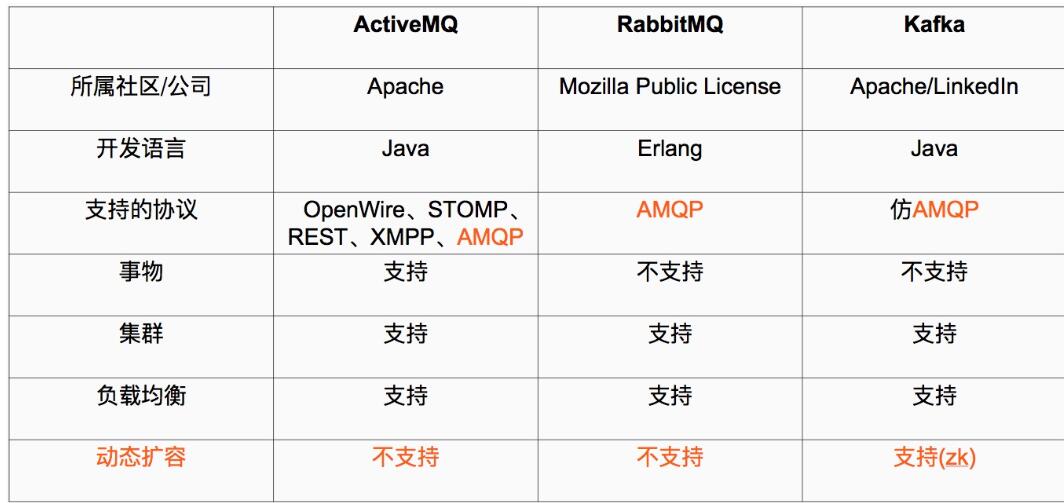 ActiveMQ RabbitMQ Kafka
所属社区/公司 Apache Mozilla Public License Apache/LinkedIn
开发语言 Java Erlang Java
支持的协议 OpenWire、STOMP、REST、XMPP、AMQP AMQP 仿AMQP
事物 支持 不支持 不支持
集群 支持 支持 支持
负载均衡 支持 支持 支持
动态扩容 不支持 不支持 支持(zk)